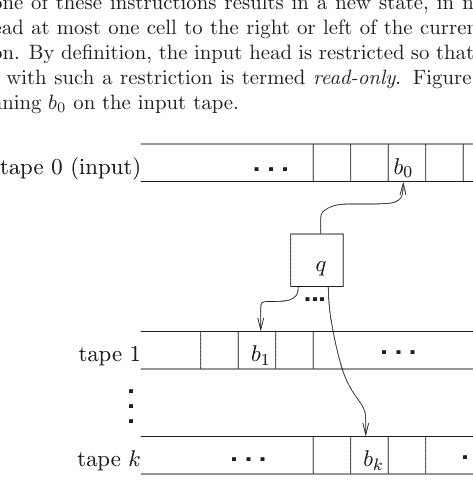 one of these instructions results in a new state, in n
ead at most one cell to the right or left of the curren
on. By definition, the input head is restricted so that
with such a restriction is termed read-only. Figure
nning b₀ on the input tape.
tape 0 (input) ... b₀
q
...
tape 1 b₁ ...
⋮
tape k ... bₖ .